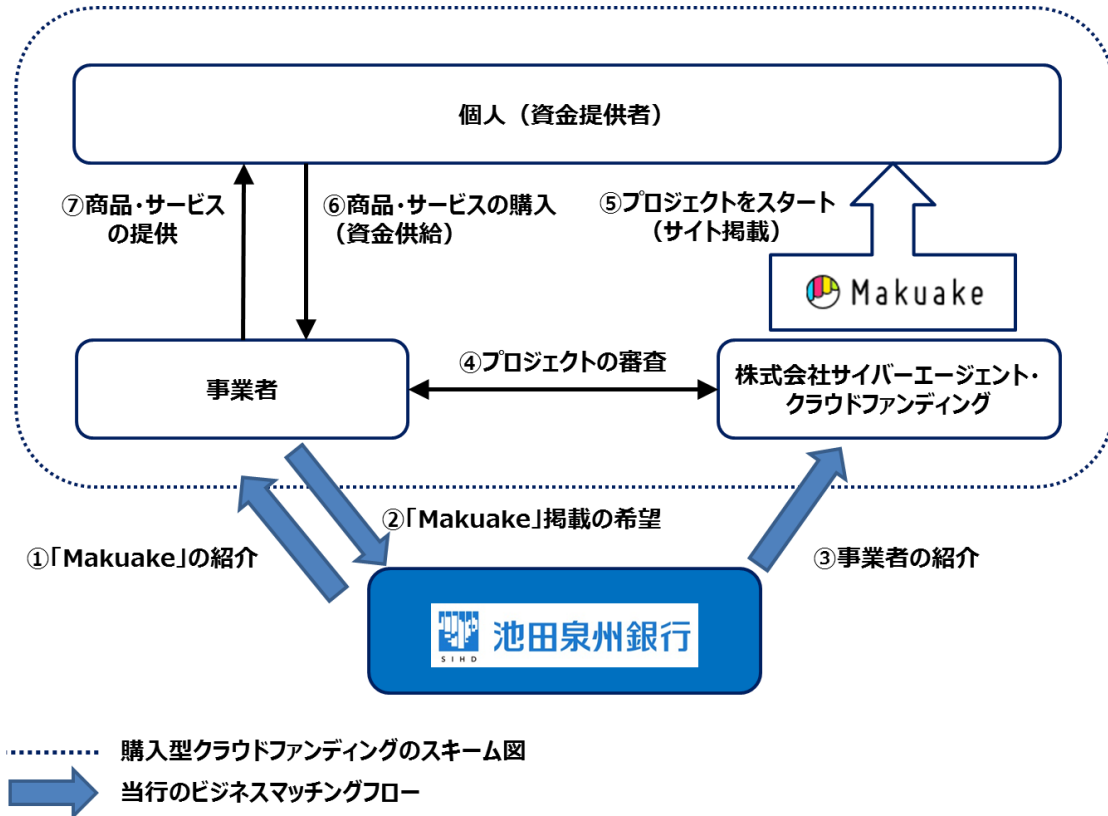 個人（資金提供者）
⑦商品・サービス
の提供
⑥商品・サービスの購入
（資金供給）
⑤プロジェクトをスタート
（サイト掲載）
Makuake
事業者
④プロジェクトの審査
株式会社サイバーエージェント・
クラウドファンディング
①「Makuake」の紹介
②「Makuake」掲載の希望
③事業者の紹介
SIHD
池田泉州銀行
購入型クラウドファンディングのスキーム図
当行のビジネスマッチングフロー